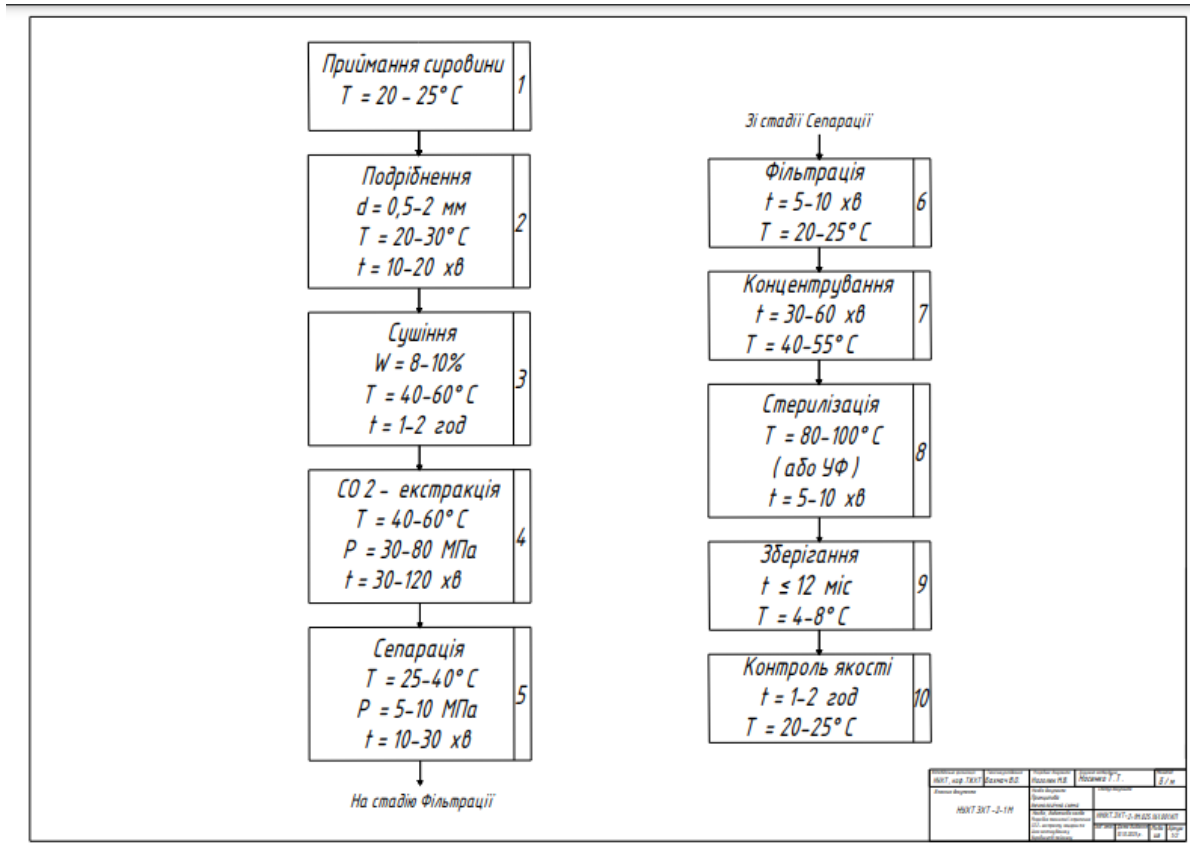 Приймання сировини
T = 20 - 25°C
1
Подрібнення
d = 0,5-2 мм
T = 20-30°C
t = 10-20 хв
2
Сушіння
W = 8-10%
T = 40-60°C
t = 1-2 год
3
CO 2 - екстракція
T = 40-60°C
P = 30-80 МПа
t = 30-120 хв
4
Сепарація
T = 25-40°C
P = 5-10 МПа
t = 10-30 хв
5
На стадію Фільтрації
Зі стадії Сепарації
Фільтрація
t = 5-10 хв
T = 20-25°C
6
Концентрування
t = 30-60 хв
T = 40-55°C
7
Стерилізація
T = 80-100°C
( або УФ )
t = 5-10 хв
8
Зберігання
t ≤ 12 міс
T = 4-8°C
9
Контроль якості
t = 1-2 год
T = 20-25°C
10
НУХТ ЗХТ -2-1М